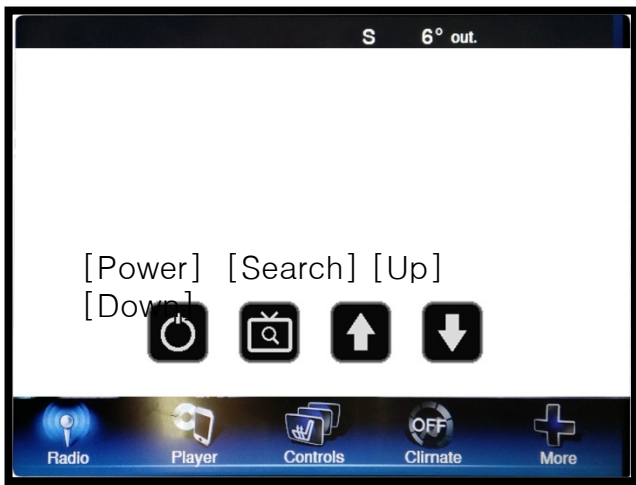 S 6° out.
[Power] [Search] [Up]
[Down]
OFF
Radio Player Controls Climate More